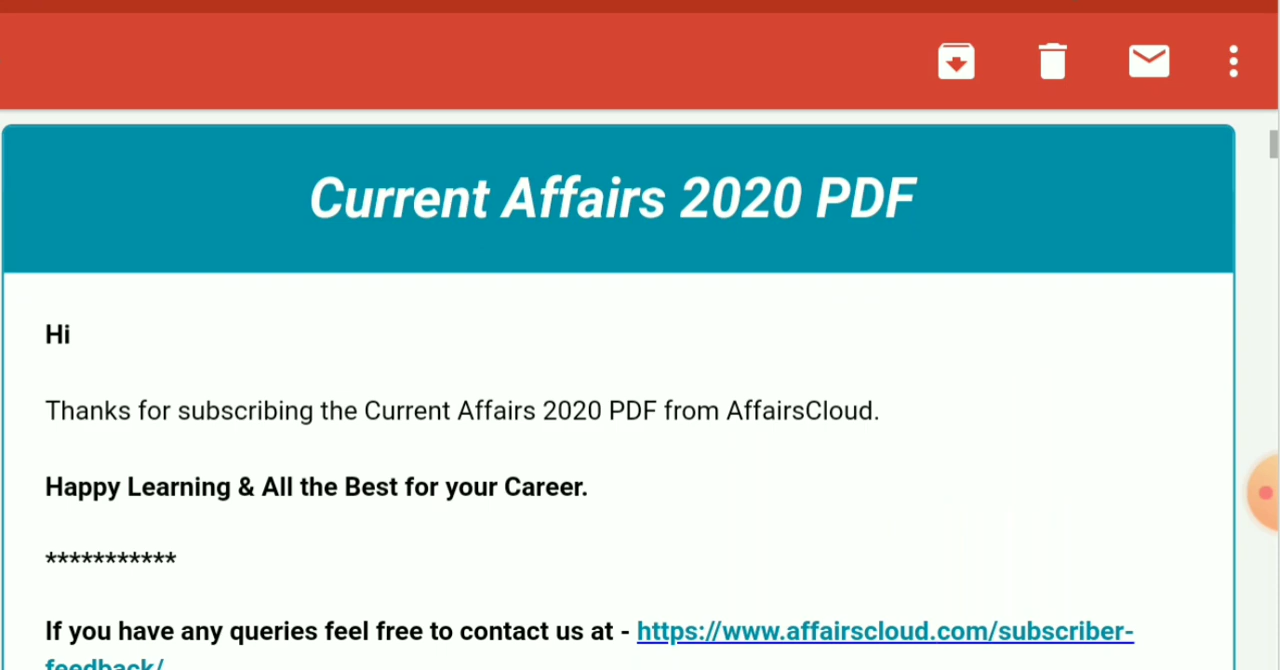 Current Affairs 2020 PDF
Hi
Thanks for subscribing the Current Affairs 2020 PDF from AffairsCloud.
Happy Learning & All the Best for your Career.
***********
If you have any queries feel free to contact us at - https://www.affairscloud.com/subscriber-
feedback/